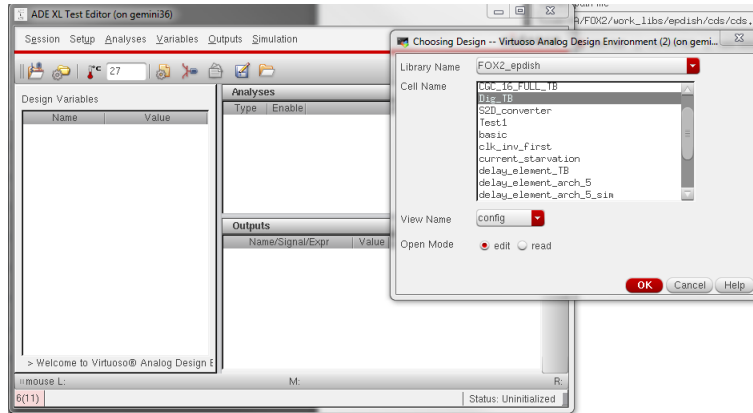 ADE XL Test Editor (on gemini36)
Session Setup Analyses Variables Outputs Simulation
T°C 27
Design Variables
Name Value
> Welcome to Virtuoso® Analog Design E
Analyses
Type Enable
Outputs
Name/Signal/Expr Value
mouse L: M: R:
6(11) Status: Uninitialized
A/FOX2/work_libs/epdish/cds/cds.
Choosing Design -- Virtuoso Analog Design Environment (2) (on gemi...
Library Name FOX2_epdish
Cell Name
CGC_16_FULL_TB
Dig_TB
S2D_converter
Test1
basic
clk_inv_first
current_starvation
delay_element_TB
delay_element_arch_5
delay_element_arch_5_sim
View Name config
Open Mode edit read
OK Cancel Help